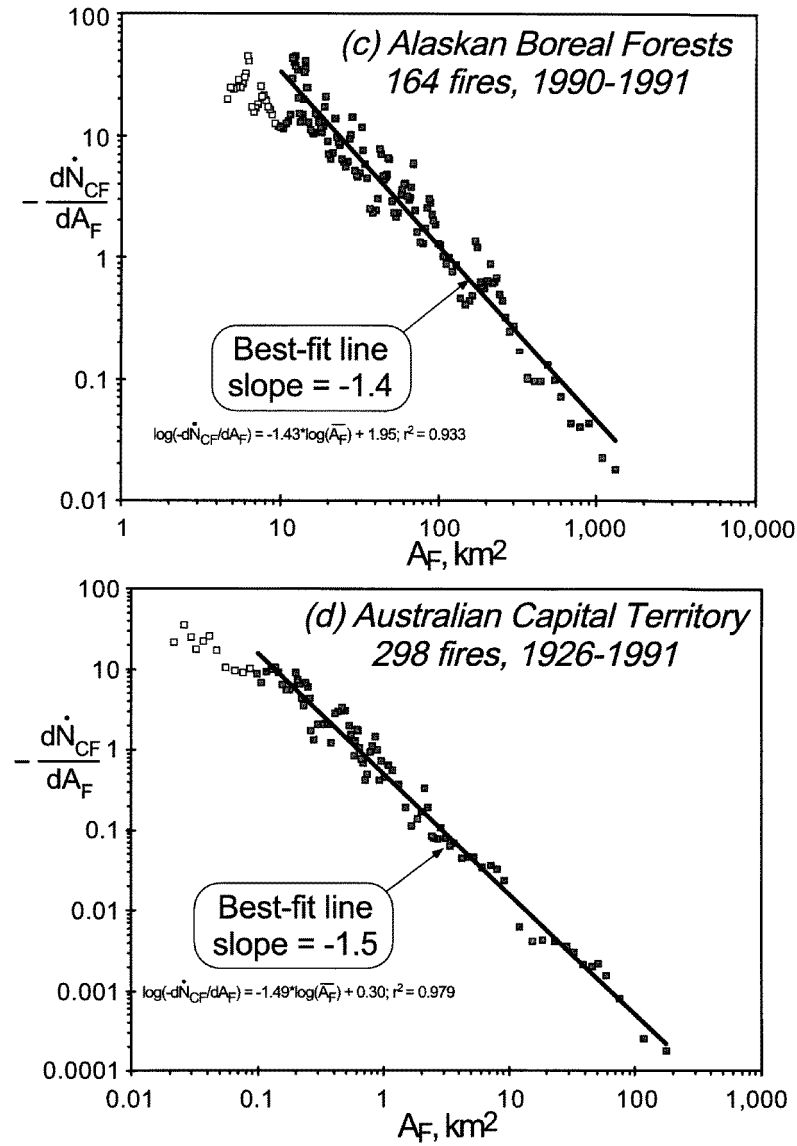 (c) Alaskan Boreal Forests
164 fires, 1990-1991
100
10
1
0.1
0.01
- dṄCF
dAF
Best-fit line
slope = -1.4
log(-dṄCF/dAF) = -1.43*log(A̅F̅) + 1.95; r² = 0.933
1 10 100 1,000 10,000
AF, km²
(d) Australian Capital Territory
298 fires, 1926-1991
100
10
1
0.1
0.01
0.001
0.0001
- dṄCF
dAF
Best-fit line
slope = -1.5
log(-dṄCF/dAF) = -1.49*log(A̅F̅) + 0.30; r² = 0.979
0.01 0.1 1 10 100 1,000
AF, km²